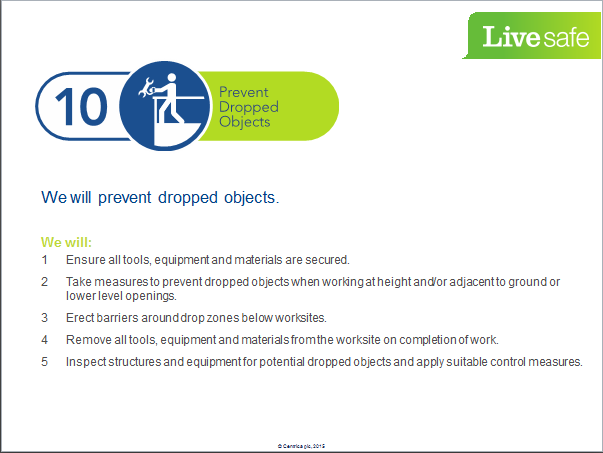 Live safe
10
Prevent
Dropped
Objects
We will prevent dropped objects.
We will:
1 Ensure all tools, equipment and materials are secured.
2 Take measures to prevent dropped objects when working at height and/or adjacent to ground or
lower level openings.
3 Erect barriers around drop zones below worksites.
4 Remove all tools, equipment and materials from the worksite on completion of work.
5 Inspect structures and equipment for potential dropped objects and apply suitable control measures.
© Centrica plc, 2015